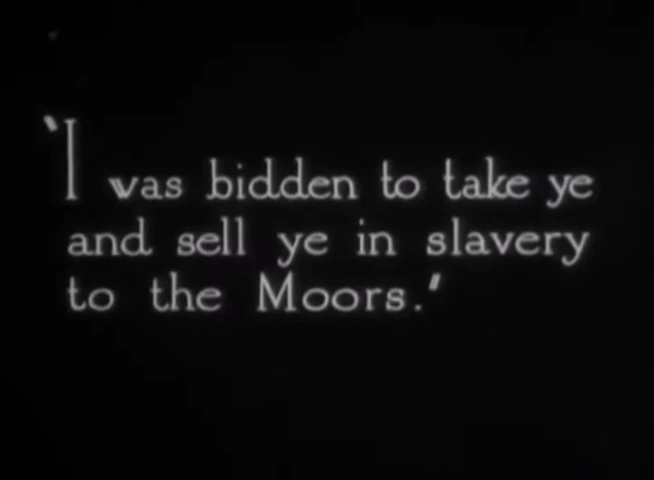 'I was bidden to take ye
and sell ye in slavery
to the Moors.'